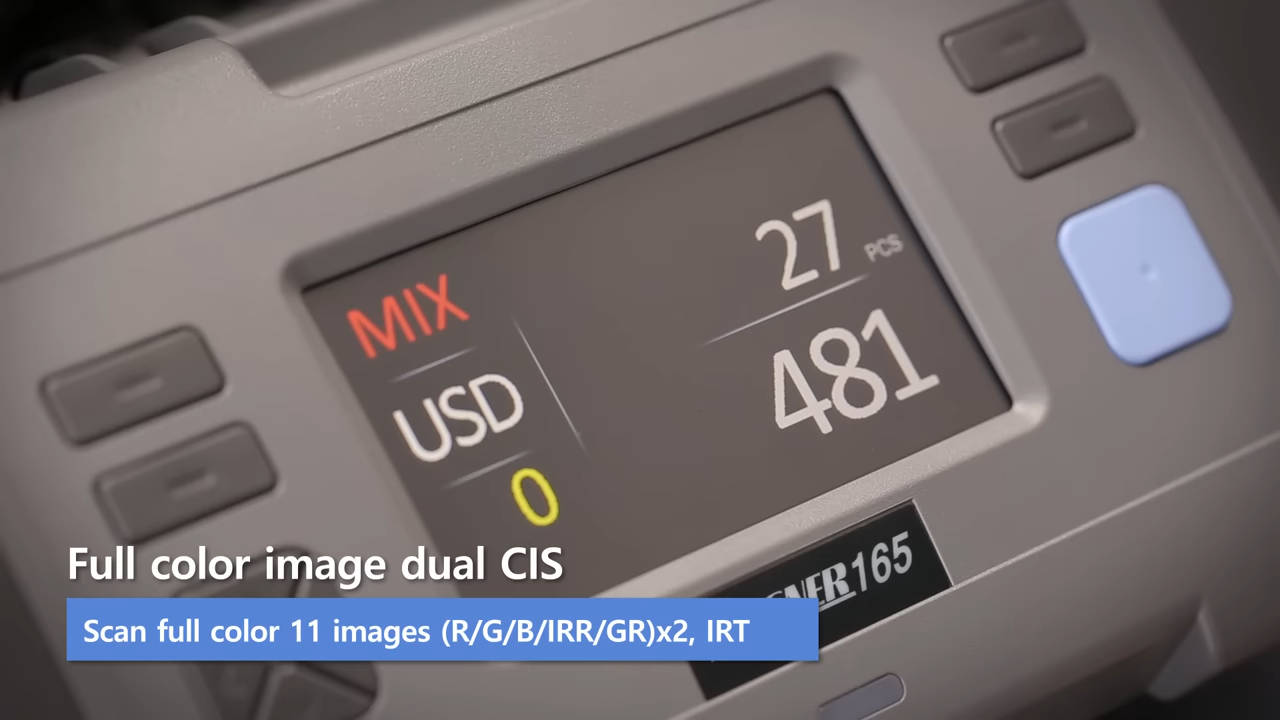 27 PCS
MIX
481
USD
0
165
Full color image dual CIS
Scan full color 11 images (R/G/B/IRR/GR)x2, IRT